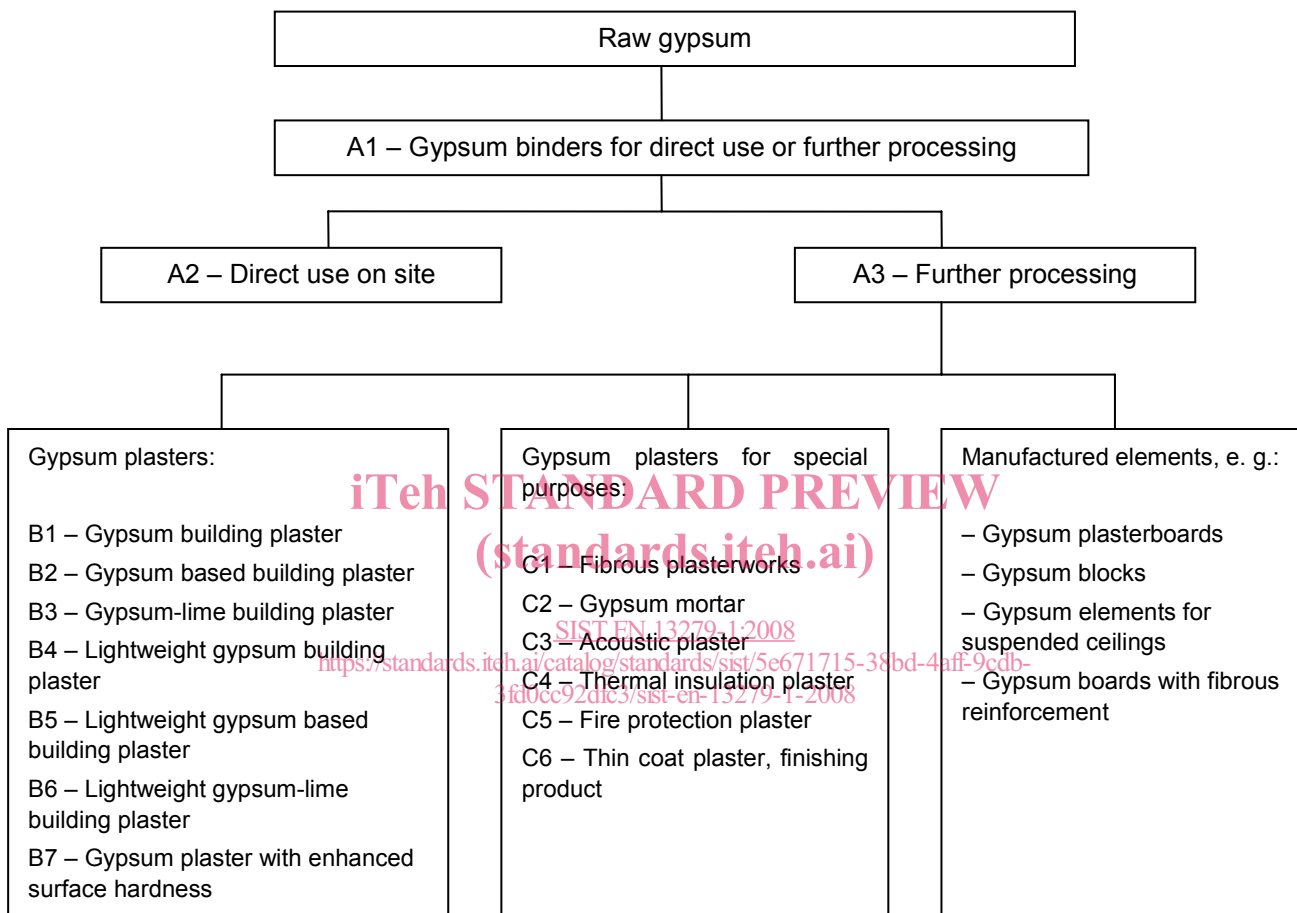 Raw gypsum
A1 – Gypsum binders for direct use or further processing
A2 – Direct use on site
A3 – Further processing
Gypsum plasters:
B1 – Gypsum building plaster
B2 – Gypsum based building plaster
B3 – Gypsum-lime building plaster
B4 – Lightweight gypsum building
plaster
B5 – Lightweight gypsum based
building plaster
B6 – Lightweight gypsum-lime
building plaster
B7 – Gypsum plaster with enhanced
surface hardness
Gypsum plasters for special
purposes:
C1 – Fibrous plasterworks
C2 – Gypsum mortar
C3 – Acoustic plaster
C4 – Thermal insulation plaster
C5 – Fire protection plaster
C6 – Thin coat plaster, finishing
product
Manufactured elements, e. g.:
– Gypsum plasterboards
– Gypsum blocks
– Gypsum elements for
suspended ceilings
– Gypsum boards with fibrous
reinforcement
iTeh STANDARD PREVIEW
(standards.iteh.ai)
SIST EN 13279-1:2008
https://standards.iteh.ai/catalog/standards/sist/5e671715-38bd-4aff-9cdb-
3fd0cc92dfc3/sist-en-13279-1-2008